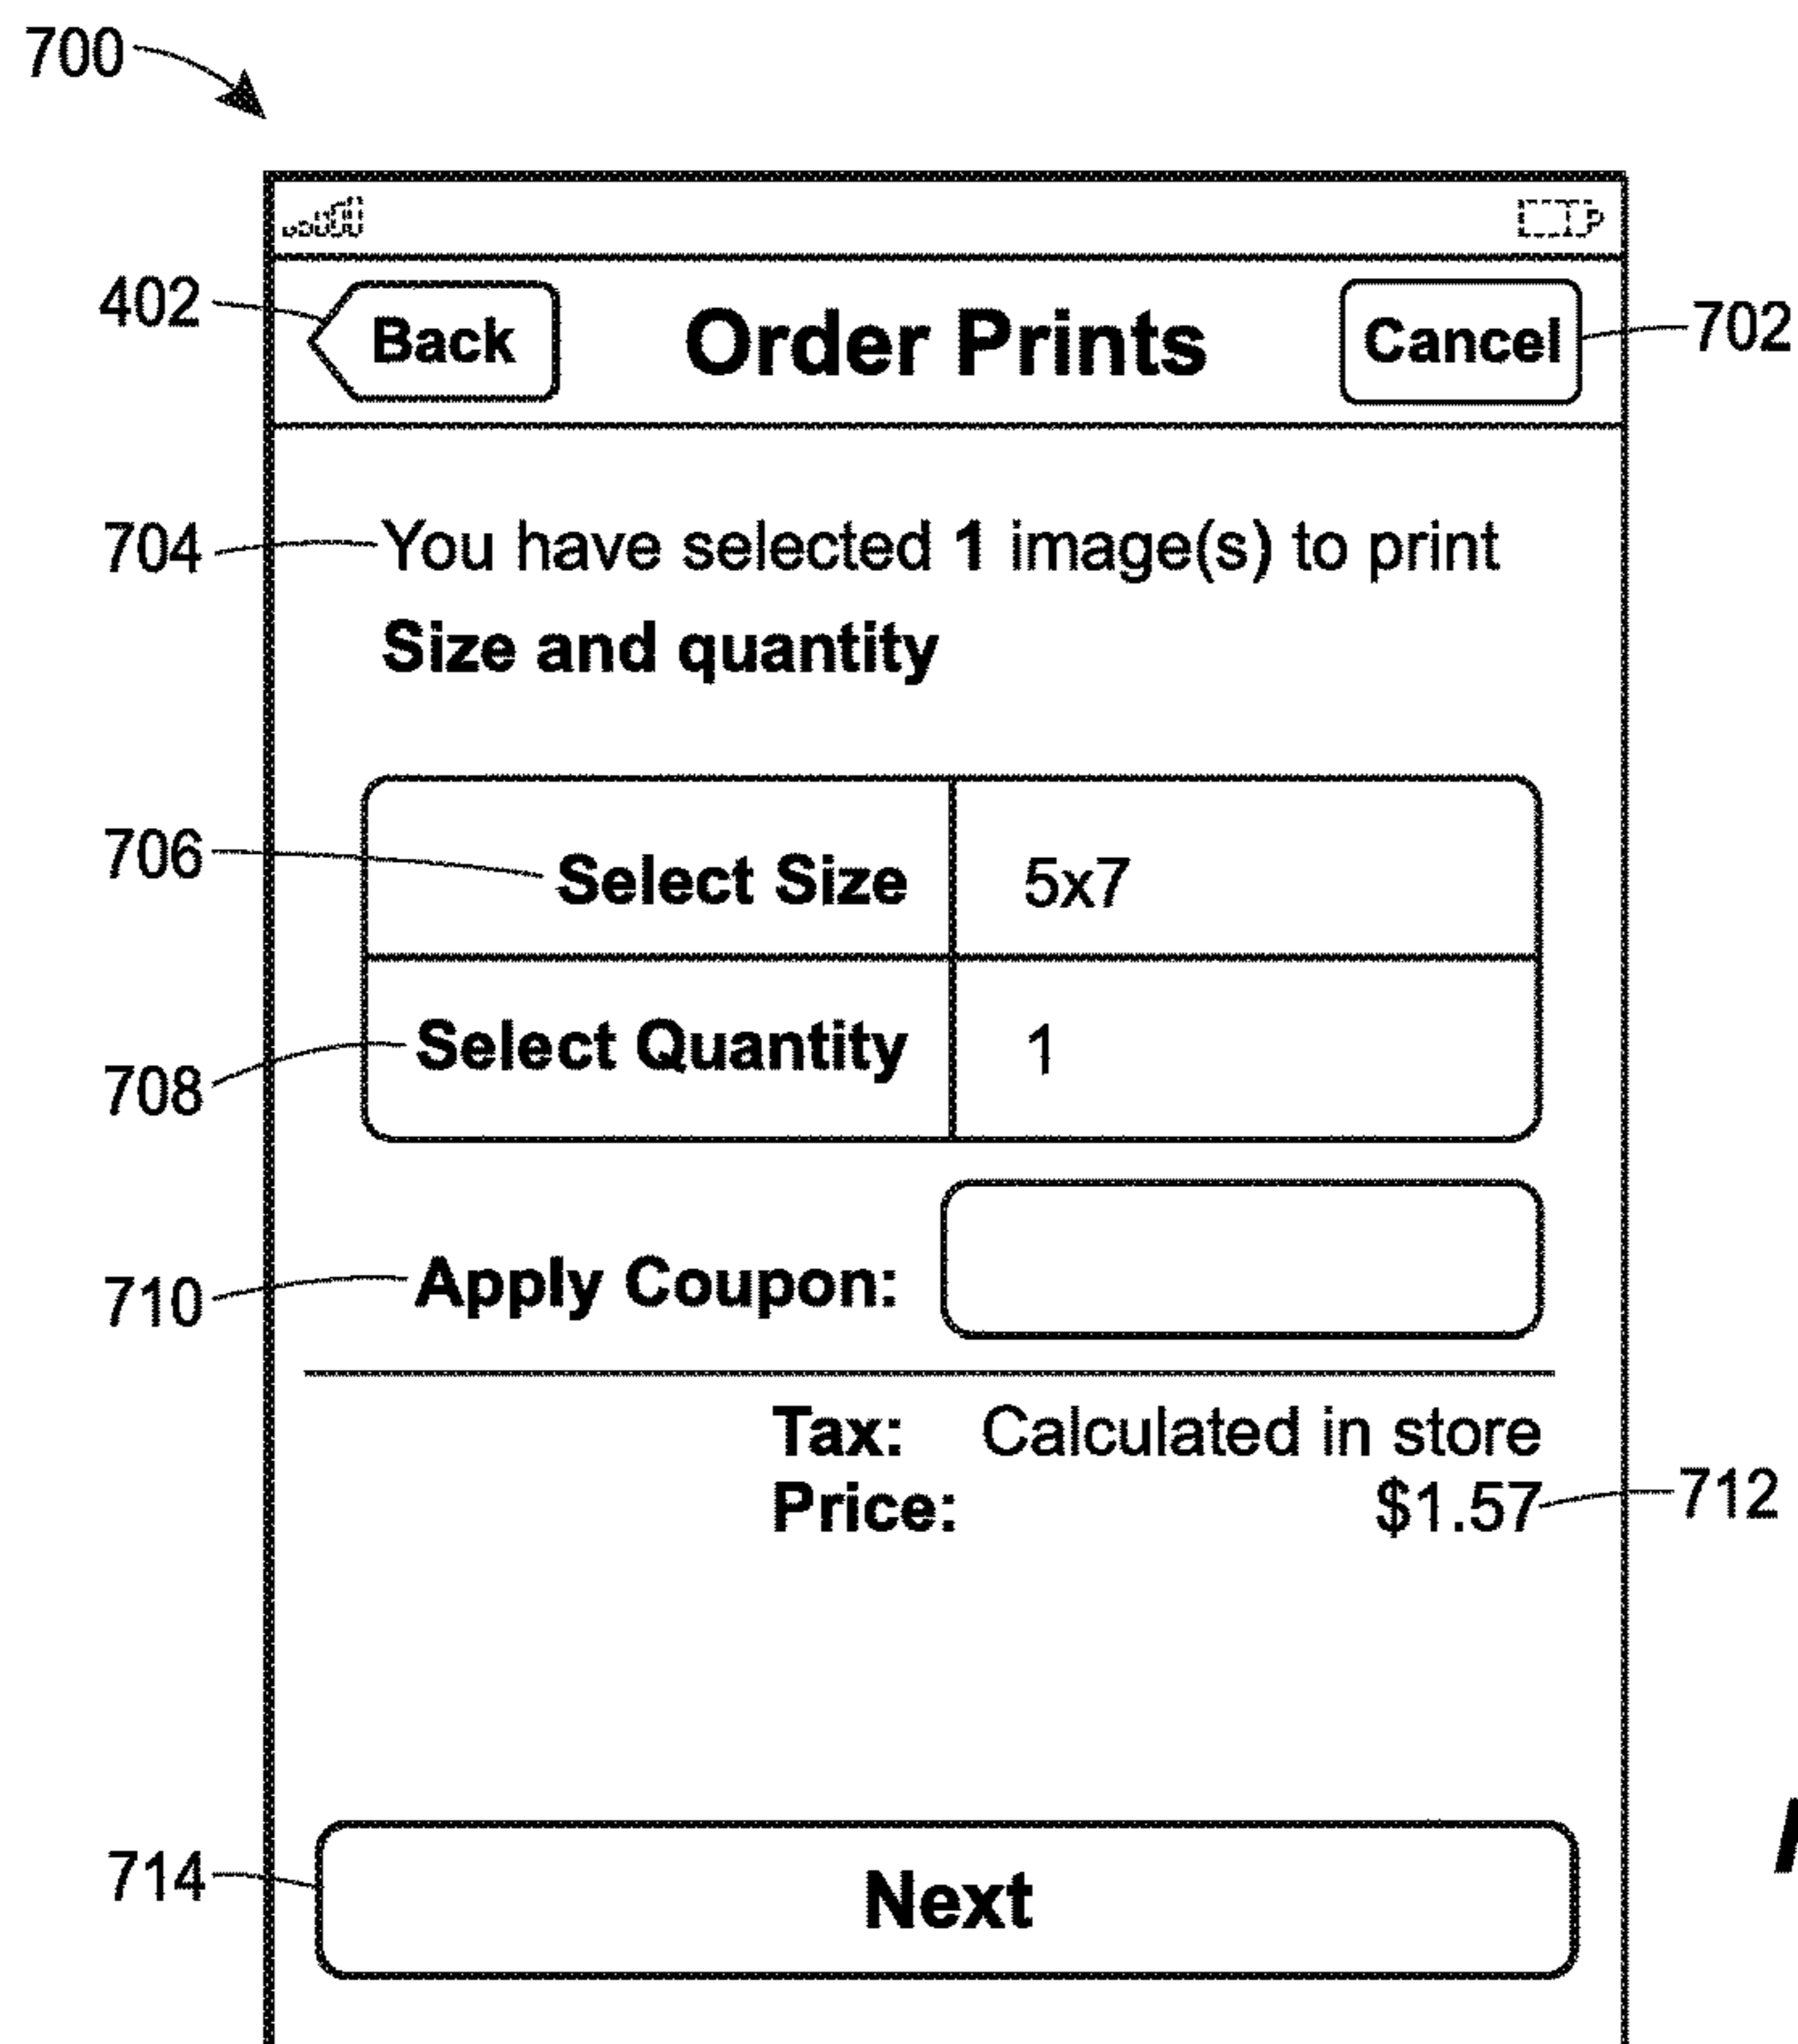 700
402 Back Order Prints Cancel 702
704 You have selected 1 image(s) to print
Size and quantity
706 Select Size 5x7
708 Select Quantity 1
710 Apply Coupon:
Tax: Calculated in store
Price: $1.57 712
714 Next